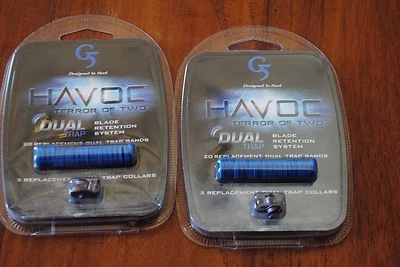 G5
Designed to Hunt
HAVOC
TERROR OF TWO
DUAL
TRAP
BLADE
RETENTION
SYSTEM
20 REPLACEMENT DUAL TRAP BANDS
3 REPLACEMENT DUAL TRAP COLLARS
G5
Designed to Hunt
HAVOC
TERROR OF TWO
DUAL
TRAP
BLADE
RETENTION
SYSTEM
20 REPLACEMENT DUAL TRAP BANDS
3 REPLACEMENT TRAP COLLARS